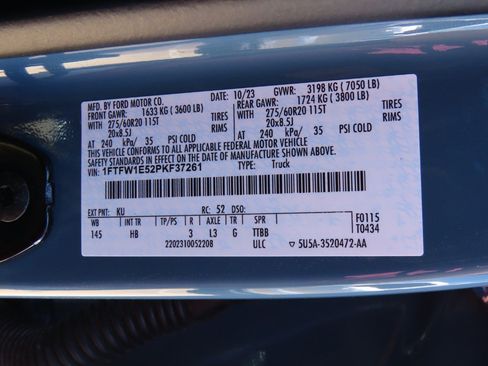 MFD. BY FORD MOTOR CO. 10/23 GVWR: 3198 KG ( 7050 LB)
FRONT GAWR: 1633 KG ( 3600 LB) REAR GAWR: 1724 KG ( 3800 LB)
WITH 275/60R20 115T TIRES WITH 275/60R20 115T TIRES
20x8.5J RIMS 20x8.5J RIMS
AT 240 kPa/ 35 PSI COLD AT 240 kPa/ 35 PSI COLD
THIS VEHICLE CONFORMS TO ALL APPLICABLE FEDERAL MOTOR VEHICLE
SAFETY STANDARDS IN EFFECT ON THE DATE OF MANUFACTURE SHOWN ABOVE.
VIN: 1FTFW1E52PKF37261 TYPE: Truck
EXT PNT: KU RC: 52 DSO: F0115
WB INT TR TP/PS R AXLE TR SPR T0434
145 HB 3 L3 G TTBB
2202310052208 ULC 5U5A-3520472-AA